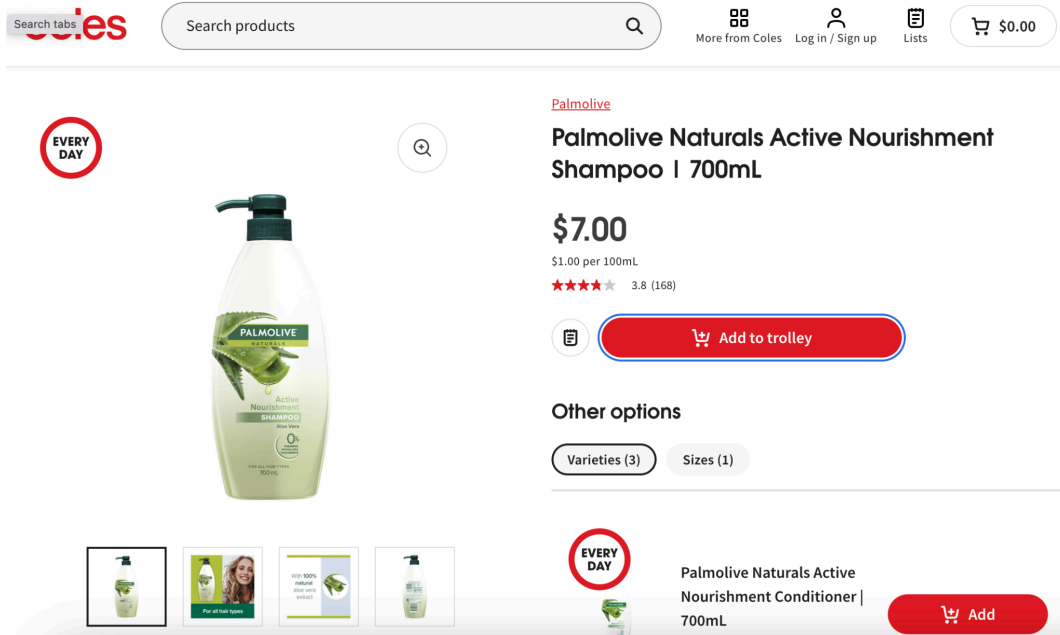 Search tabs
coles
Search products
More from Coles
Log in / Sign up
Lists
$0.00
EVERY
DAY
Palmolive
Palmolive Naturals Active Nourishment
Shampoo | 700mL
$7.00
$1.00 per 100mL
3.8 (168)
Add to trolley
Other options
Varieties (3)
Sizes (1)
PALMOLIVE
NATURALS
Active
Nourishment
SHAMPOO
Aloe Vera
0%
FOR ALL HAIR TYPES
700 mL
For all hair types
With 100%
natural
aloe vera
extract
EVERY
DAY
Palmolive Naturals Active
Nourishment Conditioner |
700mL
Add